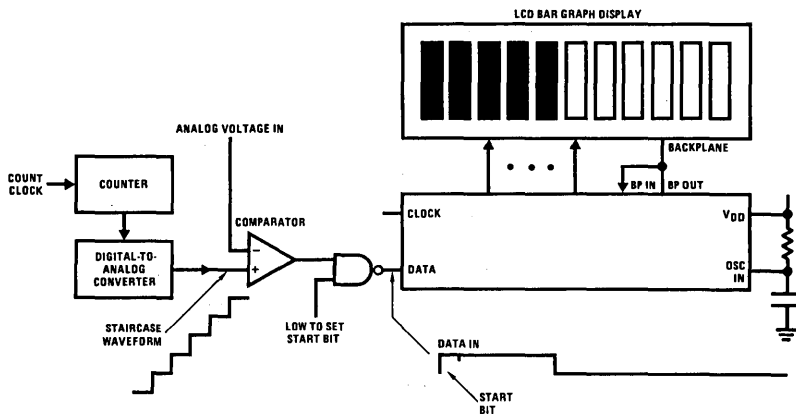 LCD BAR GRAPH DISPLAY
ANALOG VOLTAGE IN
BACKPLANE
COUNT
CLOCK
COUNTER
BP IN
BP OUT
COMPARATOR
CLOCK
VDD
DIGITAL-TO-
ANALOG
CONVERTER
−
+
DATA
OSC
IN
STAIRCASE
WAVEFORM
LOW TO SET
START BIT
DATA IN
START
BIT